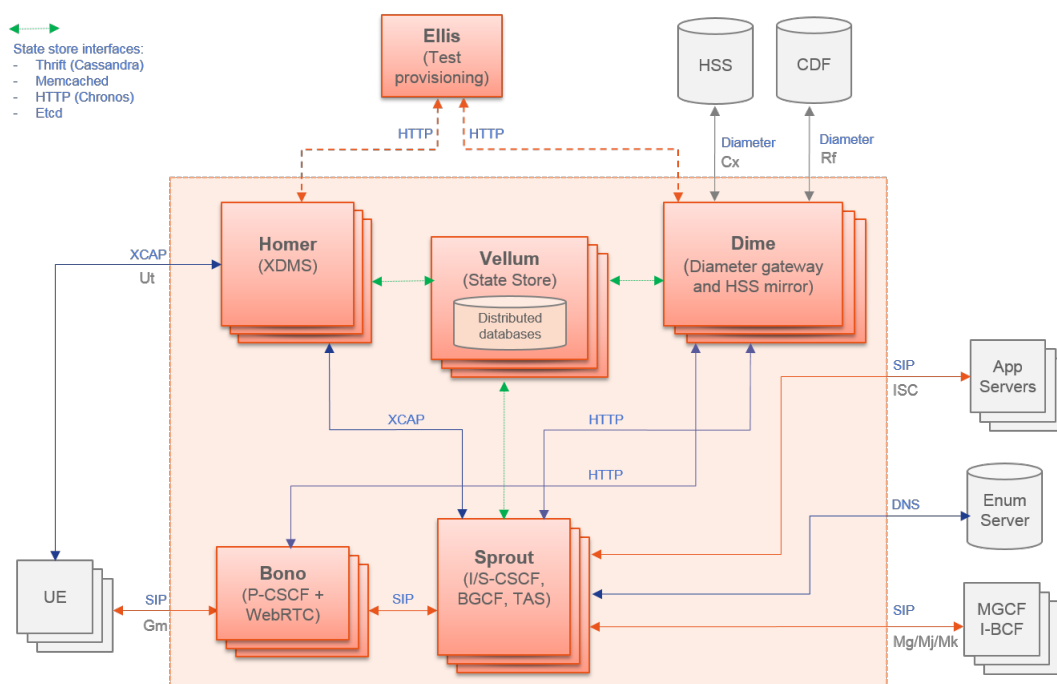 State store interfaces:
- Thrift (Cassandra)
- Memcached
- HTTP (Chronos)
- Etcd
Ellis
(Test
provisioning)
HSS
CDF
HTTP
HTTP
Diameter
Cx
Diameter
Rf
Homer
(XDMS)
Vellum
(State Store)
Distributed
databases
Dime
(Diameter gateway
and HSS mirror)
XCAP
Ut
SIP
ISC
App
Servers
XCAP
HTTP
HTTP
DNS
Enum
Server
UE
SIP
Gm
Bono
(P-CSCF +
WebRTC)
SIP
Sprout
(I/S-CSCF,
BGCF, TAS)
SIP
Mg/Mj/Mk
MGCF
I-BCF